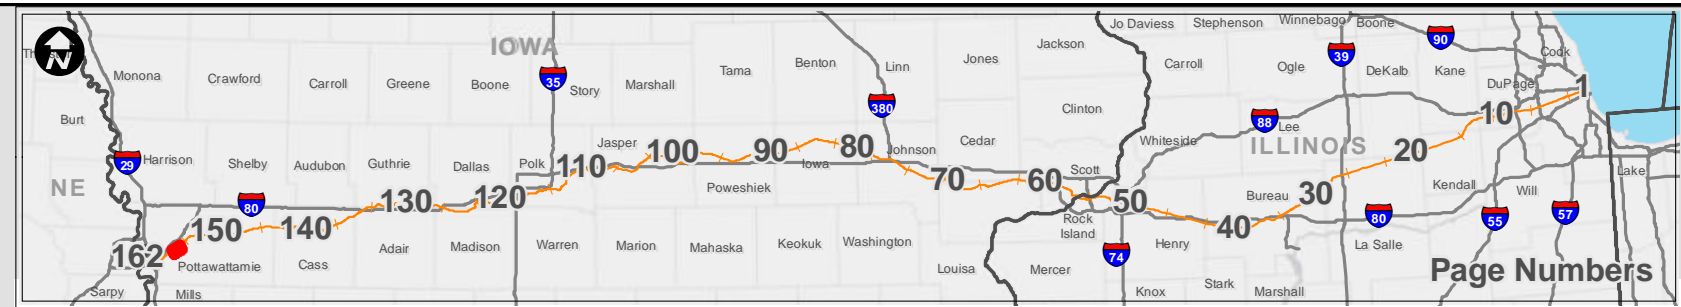 Jo Daviess Stephenson Winnebago Boone
IOWA
Jackson
90
Cook
N
39
Monona
Crawford
Carroll
Greene
Boone
35
Story
Marshall
Tama
Benton
Linn
Jones
Carroll
Ogle
DeKalb
Kane
DuPage
1
Burt
380
Clinton
88
Lee
10
Whiteside
ILLINOIS
29
Harrison
Shelby
Audubon
Guthrie
Dallas
Polk
Jasper
110
100
90
80
Iowa
Johnson
Cedar
Scott
20
NE
80
130
120
Poweshiek
70
60
50
Bureau
30
Kendall
Will
Lake
162
150
140
Rock
Island
40
80
55
57
Pottawattamie
Cass
Adair
Madison
Warren
Marion
Mahaska
Keokuk
Washington
Louisa
Mercer
74
Henry
La Salle
Sarpy
Mills
Knox
Stark
Marshall
Page Numbers